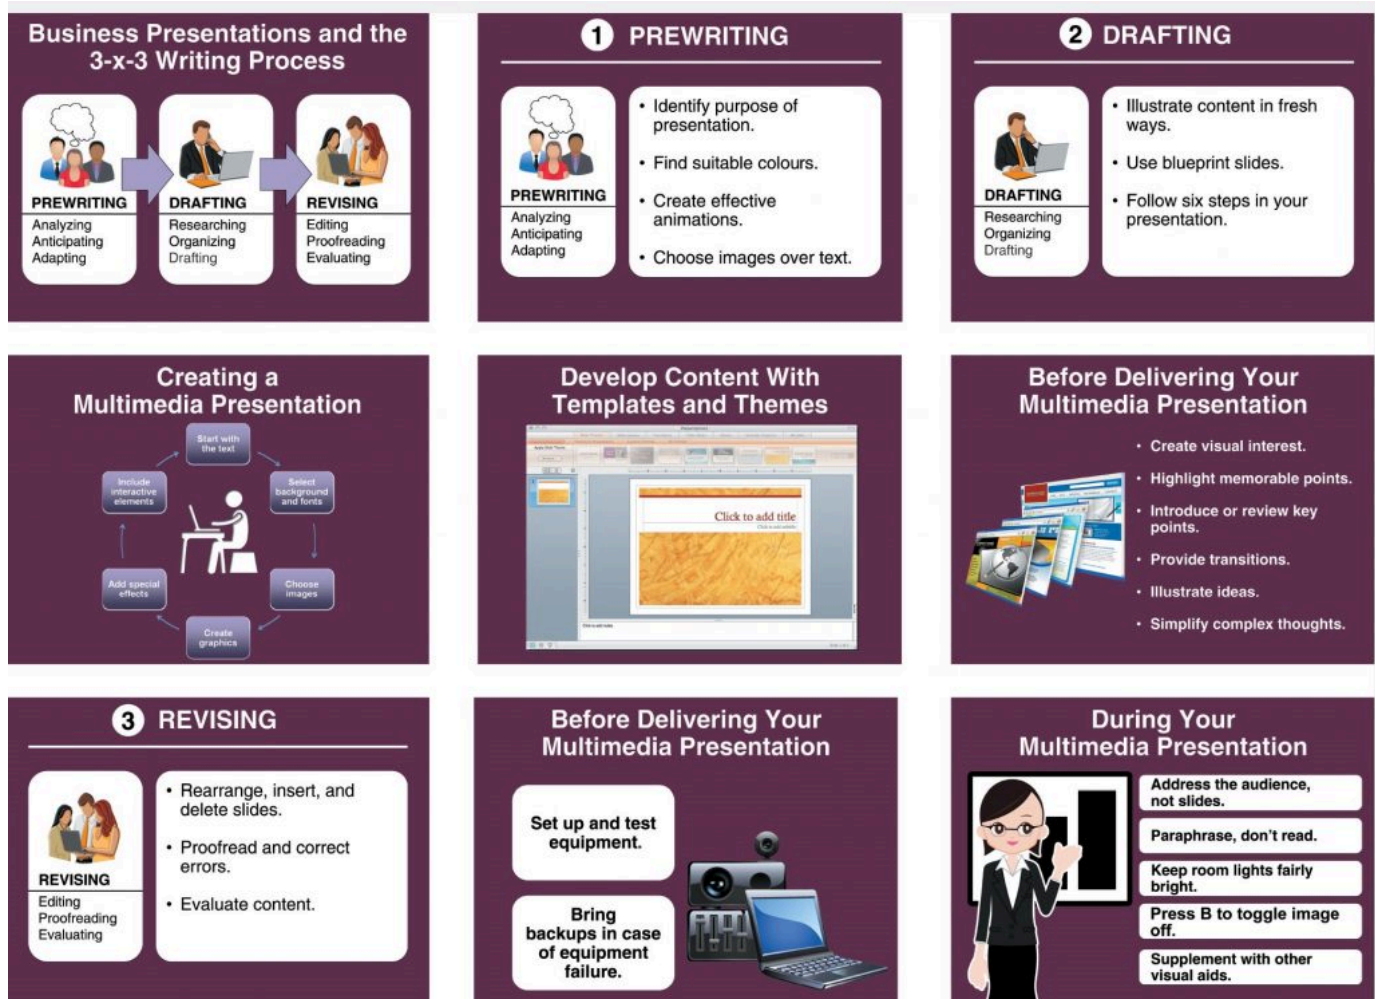 Business Presentations and the
3-x-3 Writing Process
PREWRITING
Analyzing
Anticipating
Adapting
DRAFTING
Researching
Organizing
Drafting
REVISING
Editing
Proofreading
Evaluating
1 PREWRITING
PREWRITING
Analyzing
Anticipating
Adapting
• Identify purpose of
presentation.
• Find suitable colours.
• Create effective
animations.
• Choose images over text.
2 DRAFTING
DRAFTING
Researching
Organizing
Drafting
• Illustrate content in fresh
ways.
• Use blueprint slides.
• Follow six steps in your
presentation.
Creating a
Multimedia Presentation
Start with
the text
Select
background
and fonts
Choose
images
Create
graphics
Add special
effects
Include
interactive
elements
Develop Content With
Templates and Themes
Click to add title
Click to add subtitle
Before Delivering Your
Multimedia Presentation
• Create visual interest.
• Highlight memorable points.
• Introduce or review key
points.
• Provide transitions.
• Illustrate ideas.
• Simplify complex thoughts.
3 REVISING
REVISING
Editing
Proofreading
Evaluating
• Rearrange, insert, and
delete slides.
• Proofread and correct
errors.
• Evaluate content.
Before Delivering Your
Multimedia Presentation
Set up and test
equipment.
Bring
backups in case
of equipment
failure.
During Your
Multimedia Presentation
Address the audience,
not slides.
Paraphrase, don't read.
Keep room lights fairly
bright.
Press B to toggle image
off.
Supplement with other
visual aids.